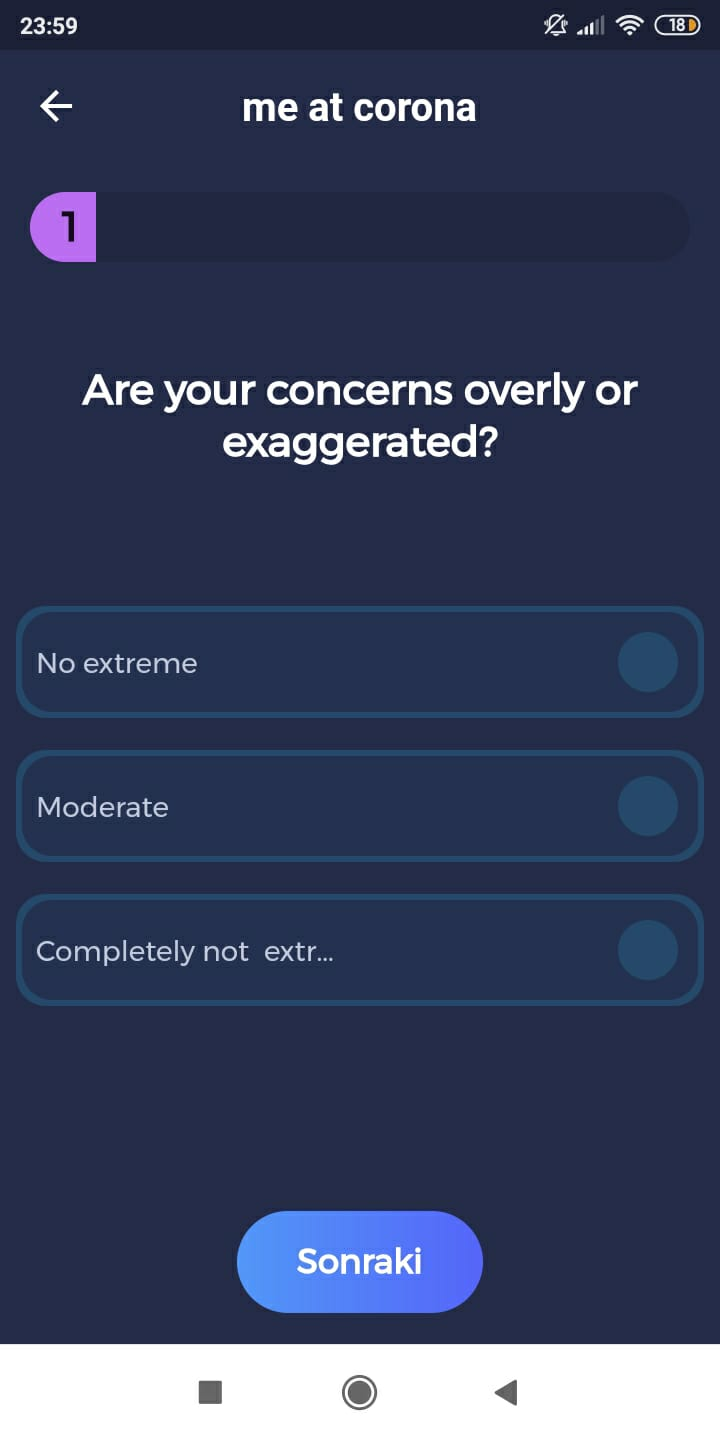 23:59
18
me at corona
1
Are your concerns overly or
exaggerated?
No extreme
Moderate
Completely not  extr...
Sonraki